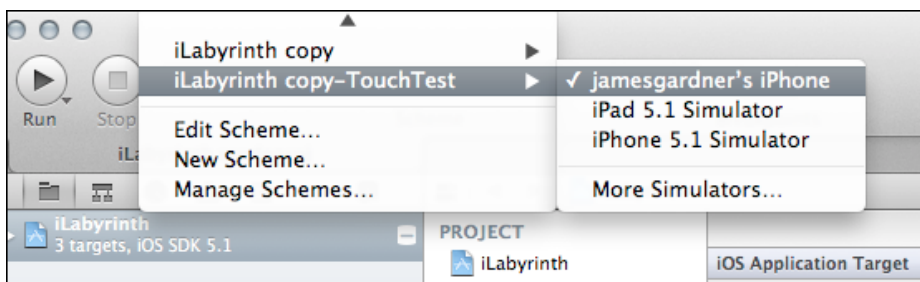 iLabyrinth copy
iLabyrinth copy-TouchTest
✓ jamesgardner's iPhone
iPad 5.1 Simulator
iPhone 5.1 Simulator
More Simulators...
Edit Scheme...
New Scheme...
Manage Schemes...
Run
Stop
iLa
iLabyrinth
3 targets, iOS SDK 5.1
PROJECT
iLabyrinth
iOS Application Target